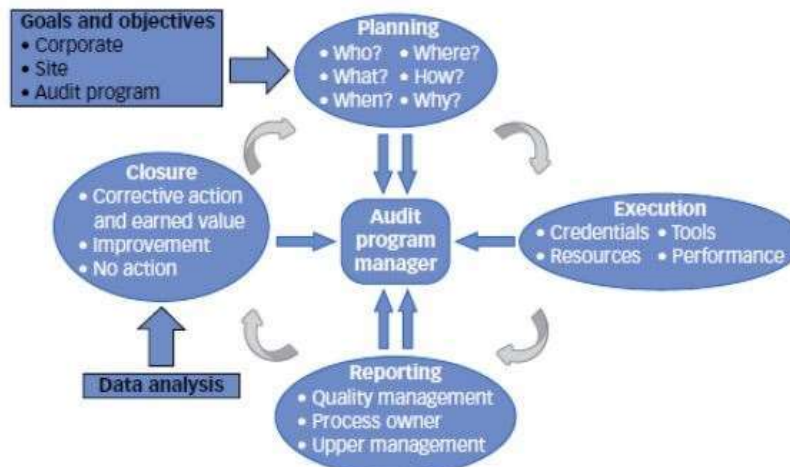 Goals and objectives
• Corporate
• Site
• Audit program
Planning
• Who? • Where?
• What? • How?
• When? • Why?
Closure
• Corrective action
and earned value
• Improvement
• No action
Audit
program
manager
Execution
• Credentials • Tools
• Resources • Performance
Data analysis
Reporting
• Quality management
• Process owner
• Upper management